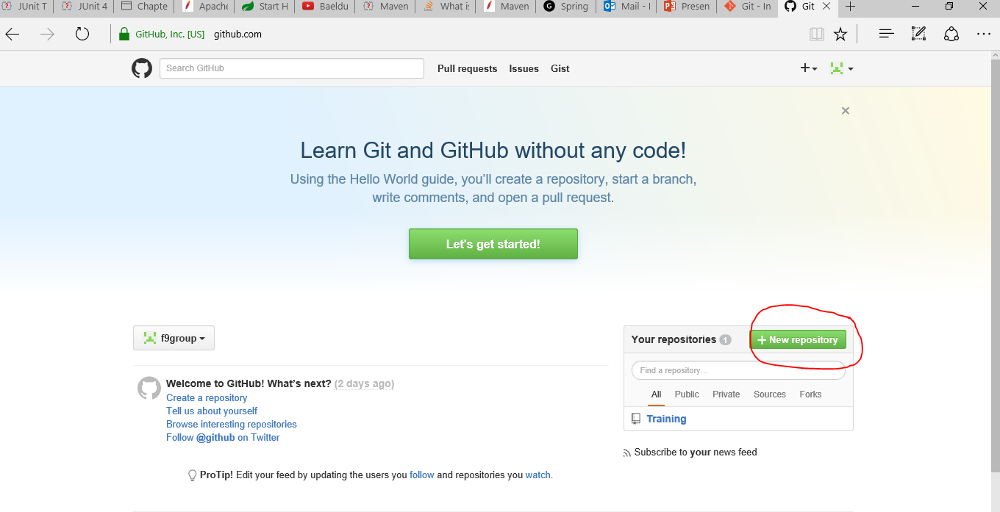 JUnit T JUnit 4 Chapte Apache Start H Baeldu Maven What is Maven Spring Mail - Presen Git - In Git
GitHub, Inc. [US] github.com
Search GitHub Pull requests Issues Gist
Learn Git and GitHub without any code!
Using the Hello World guide, you'll create a repository, start a branch,
write comments, and open a pull request.
Let's get started!
f9group
Your repositories 1 + New repository
Find a repository...
All Public Private Sources Forks
Training
Subscribe to your news feed
Welcome to GitHub! What's next? (2 days ago)
Create a repository
Tell us about yourself
Browse interesting repositories
Follow @github on Twitter
ProTip! Edit your feed by updating the users you follow and repositories you watch.